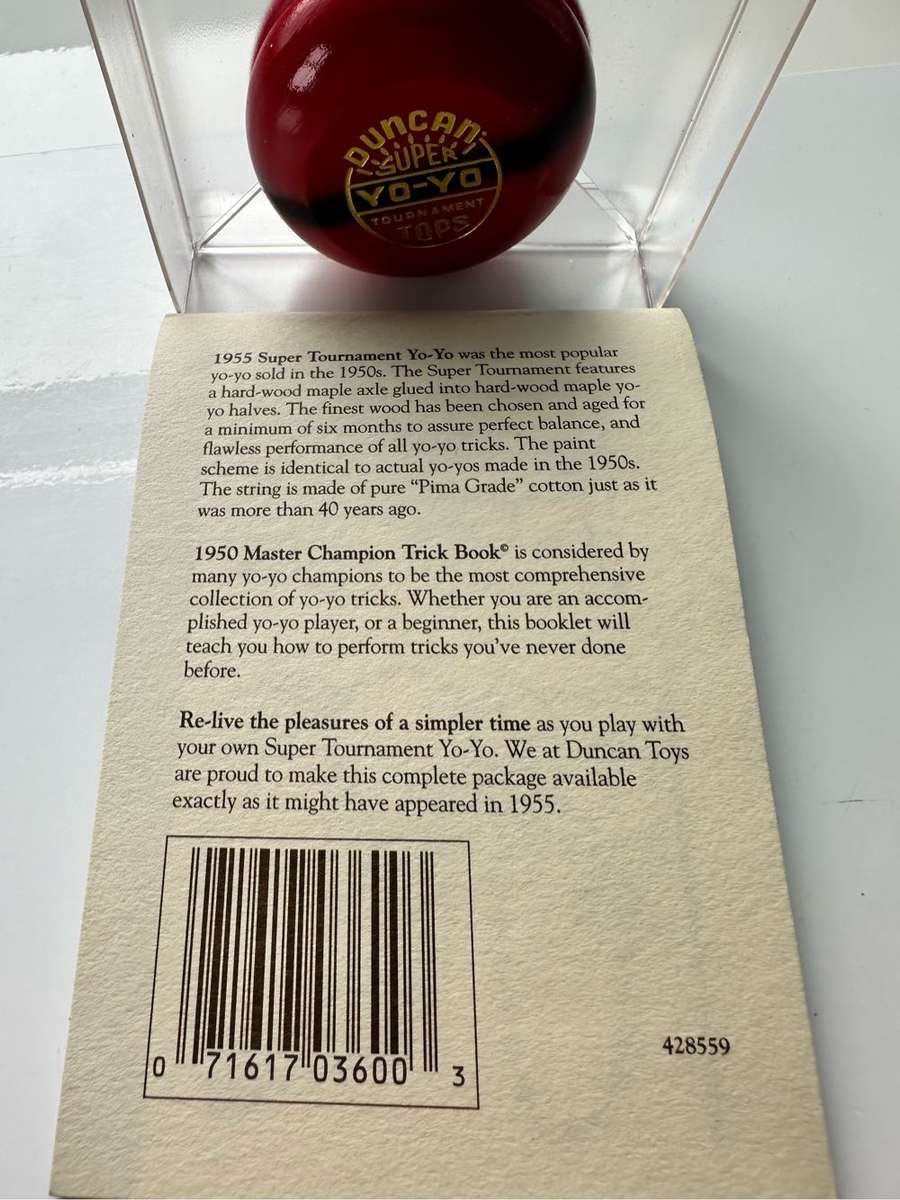 DUNCAN
SUPER
YO-YO
TOURNAMENT
TOPS
1955 Super Tournament Yo-Yo was the most popular
yo-yo sold in the 1950s. The Super Tournament features
a hard-wood maple axle glued into hard-wood maple yo-
yo halves. The finest wood has been chosen and aged for
a minimum of six months to assure perfect balance, and
flawless performance of all yo-yo tricks. The paint
scheme is identical to actual yo-yos made in the 1950s.
The string is made of pure “Pima Grade” cotton just as it
was more than 40 years ago.
1950 Master Champion Trick Book© is considered by
many yo-yo champions to be the most comprehensive
collection of yo-yo tricks. Whether you are an accom-
plished yo-yo player, or a beginner, this booklet will
teach you how to perform tricks you’ve never done
before.
Re-live the pleasures of a simpler time as you play with
your own Super Tournament Yo-Yo. We at Duncan Toys
are proud to make this complete package available
exactly as it might have appeared in 1955.
0 71617 03600 3
428559